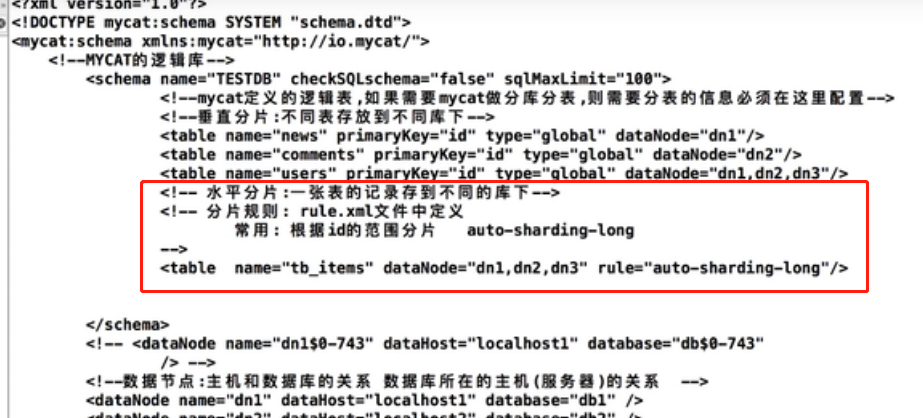 <?xml version="1.0"?>
<!DOCTYPE mycat:schema SYSTEM "schema.dtd">
<mycat:schema xmlns:mycat="http://io.mycat/">
<!--MYCAT的逻辑库-->
<schema name="TESTDB" checkSQLschema="false" sqlMaxLimit="100">
<!--mycat定义的逻辑表,如果需要mycat做分库分表,则需要分表的信息必须在这里配置-->
<!--垂直分片:不同表存放到不同库下-->
<table name="news" primaryKey="id" type="global" dataNode="dn1"/>
<table name="comments" primaryKey="id" type="global" dataNode="dn2"/>
<table name="users" primaryKey="id" type="global" dataNode="dn1,dn2,dn3"/>
<!-- 水平分片:一张表的记录存到不同的库下-->
<!-- 分片规则: rule.xml文件中定义
常用: 根据id的范围分片 auto-sharding-long
-->
<table name="tb_items" dataNode="dn1,dn2,dn3" rule="auto-sharding-long"/>
</schema>
<!-- <dataNode name="dn1$0-743" dataHost="localhost1" database="db$0-743"
/> -->
<!--数据节点:主机和数据库的关系 数据库所在的主机(服务器)的关系 -->
<dataNode name="dn1" dataHost="localhost1" database="db1" />
<dataNode name="dn2" dataHost="localhost2" database="db2" />